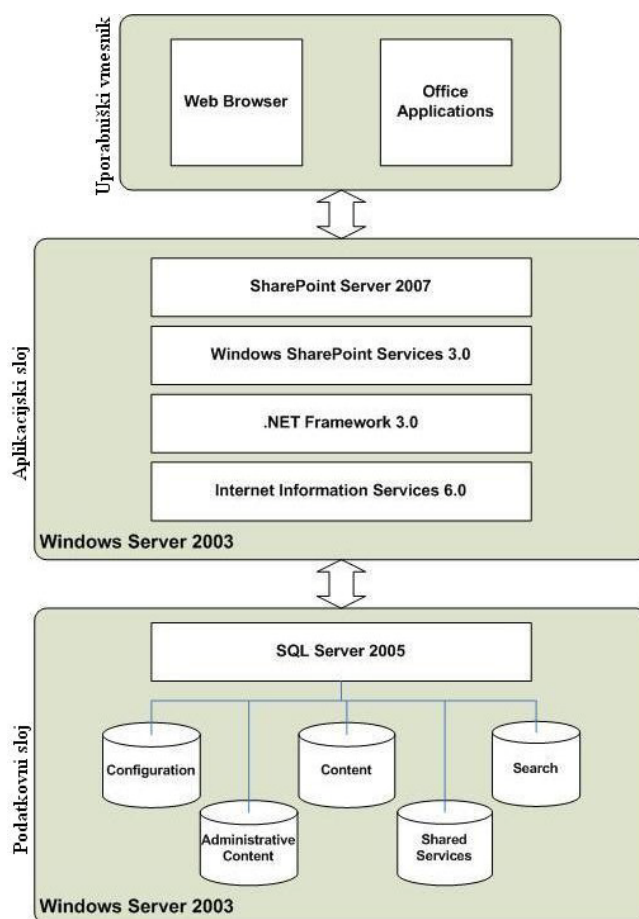 Uporabniški vmesnik
Web Browser
Office
Applications
Aplikacijski sloj
SharePoint Server 2007
Windows SharePoint Services 3.0
.NET Framework 3.0
Internet Information Services 6.0
Windows Server 2003
Podatkovni sloj
SQL Server 2005
Configuration
Content
Search
Administrative
Content
Shared
Services
Windows Server 2003